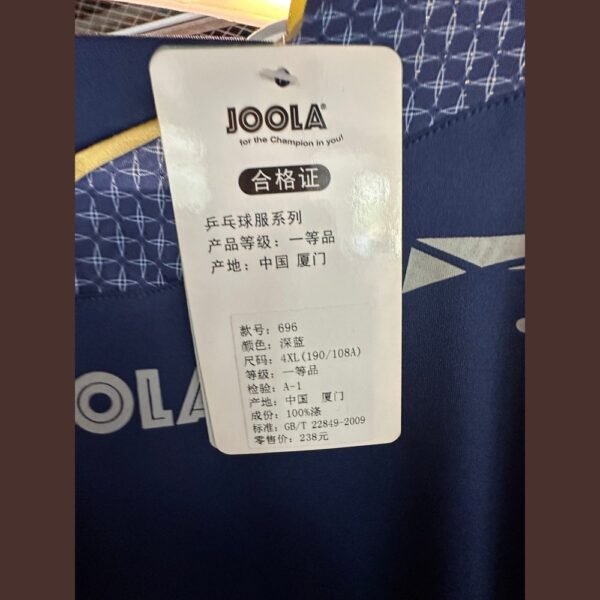 JOOLA®
for the Champion in you!
合格证
乒乓球服系列
产品等级：一等品
产地：中国 厦门
款号：696
颜色：深蓝
尺码：4XL(190/108A)
等级：一等品
检验：A-1
产地：中国 厦门
成份：100%涤
标准：GB/T 22849-2009
零售价：238元
OLA